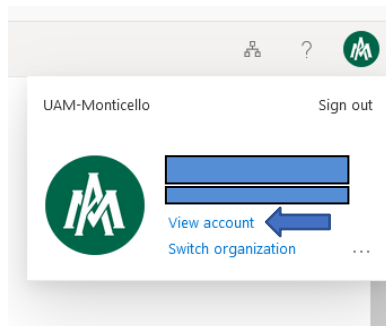 ?
UAM-Monticello Sign out
View account
Switch organization ...